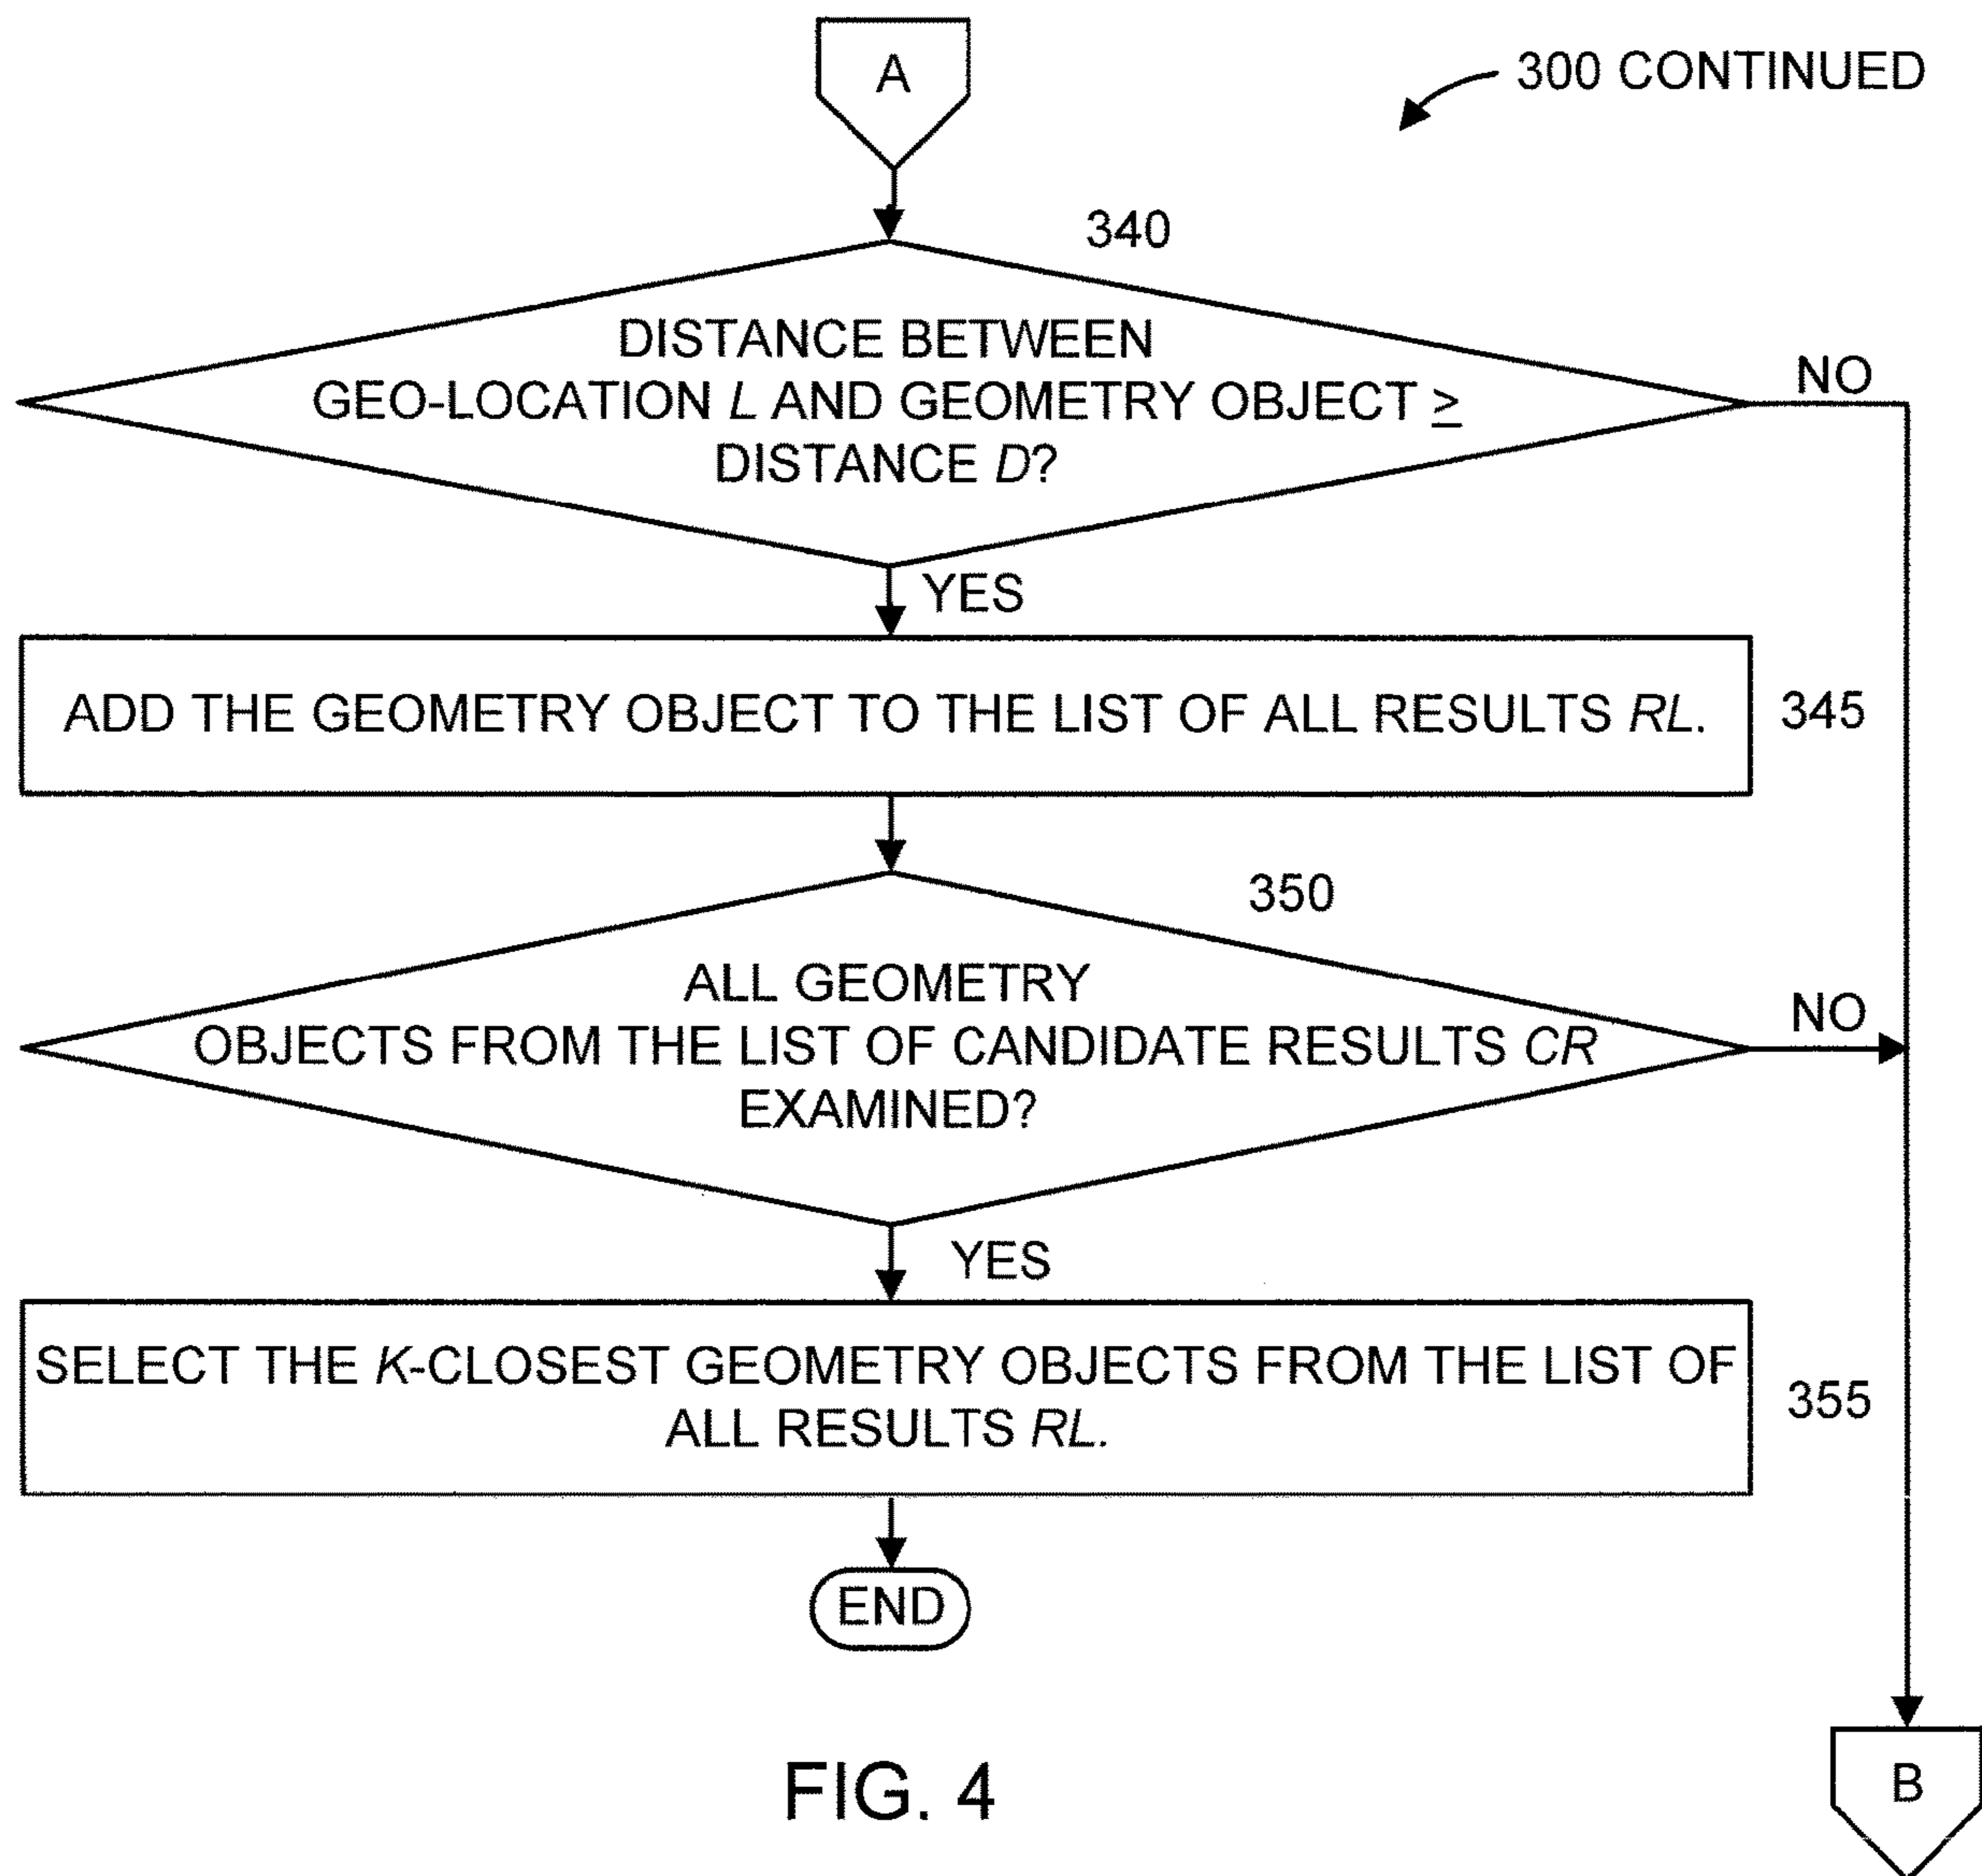 A
300 CONTINUED
340
DISTANCE BETWEEN
GEO-LOCATION L AND GEOMETRY OBJECT ≥
DISTANCE D?
NO
YES
ADD THE GEOMETRY OBJECT TO THE LIST OF ALL RESULTS RL.
345
350
ALL GEOMETRY
OBJECTS FROM THE LIST OF CANDIDATE RESULTS CR
EXAMINED?
NO
YES
SELECT THE K-CLOSEST GEOMETRY OBJECTS FROM THE LIST OF
ALL RESULTS RL.
355
END
B
FIG. 4